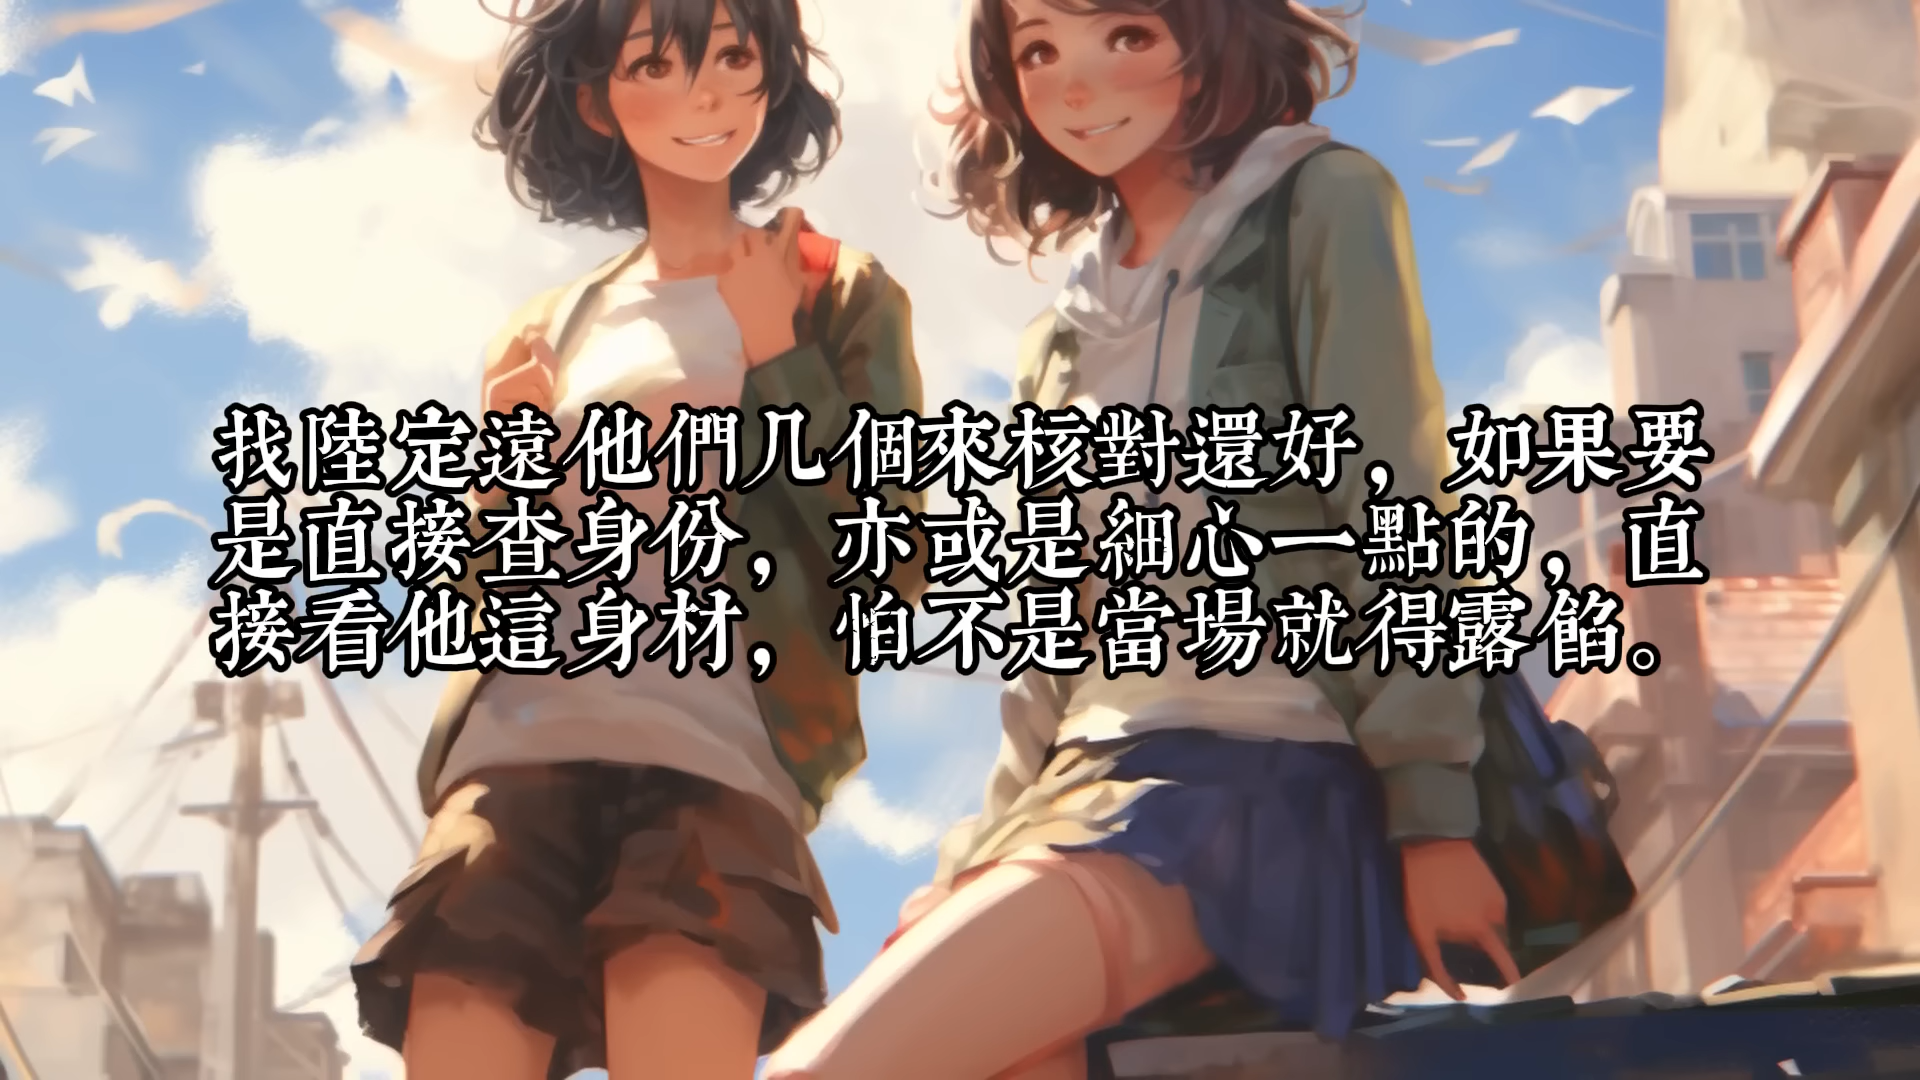 找陸定遠他們几個來核對還好，如果要
是直接查身份，亦或是細心一點的，直
接看他這身材，怕不是當場就得露餡。